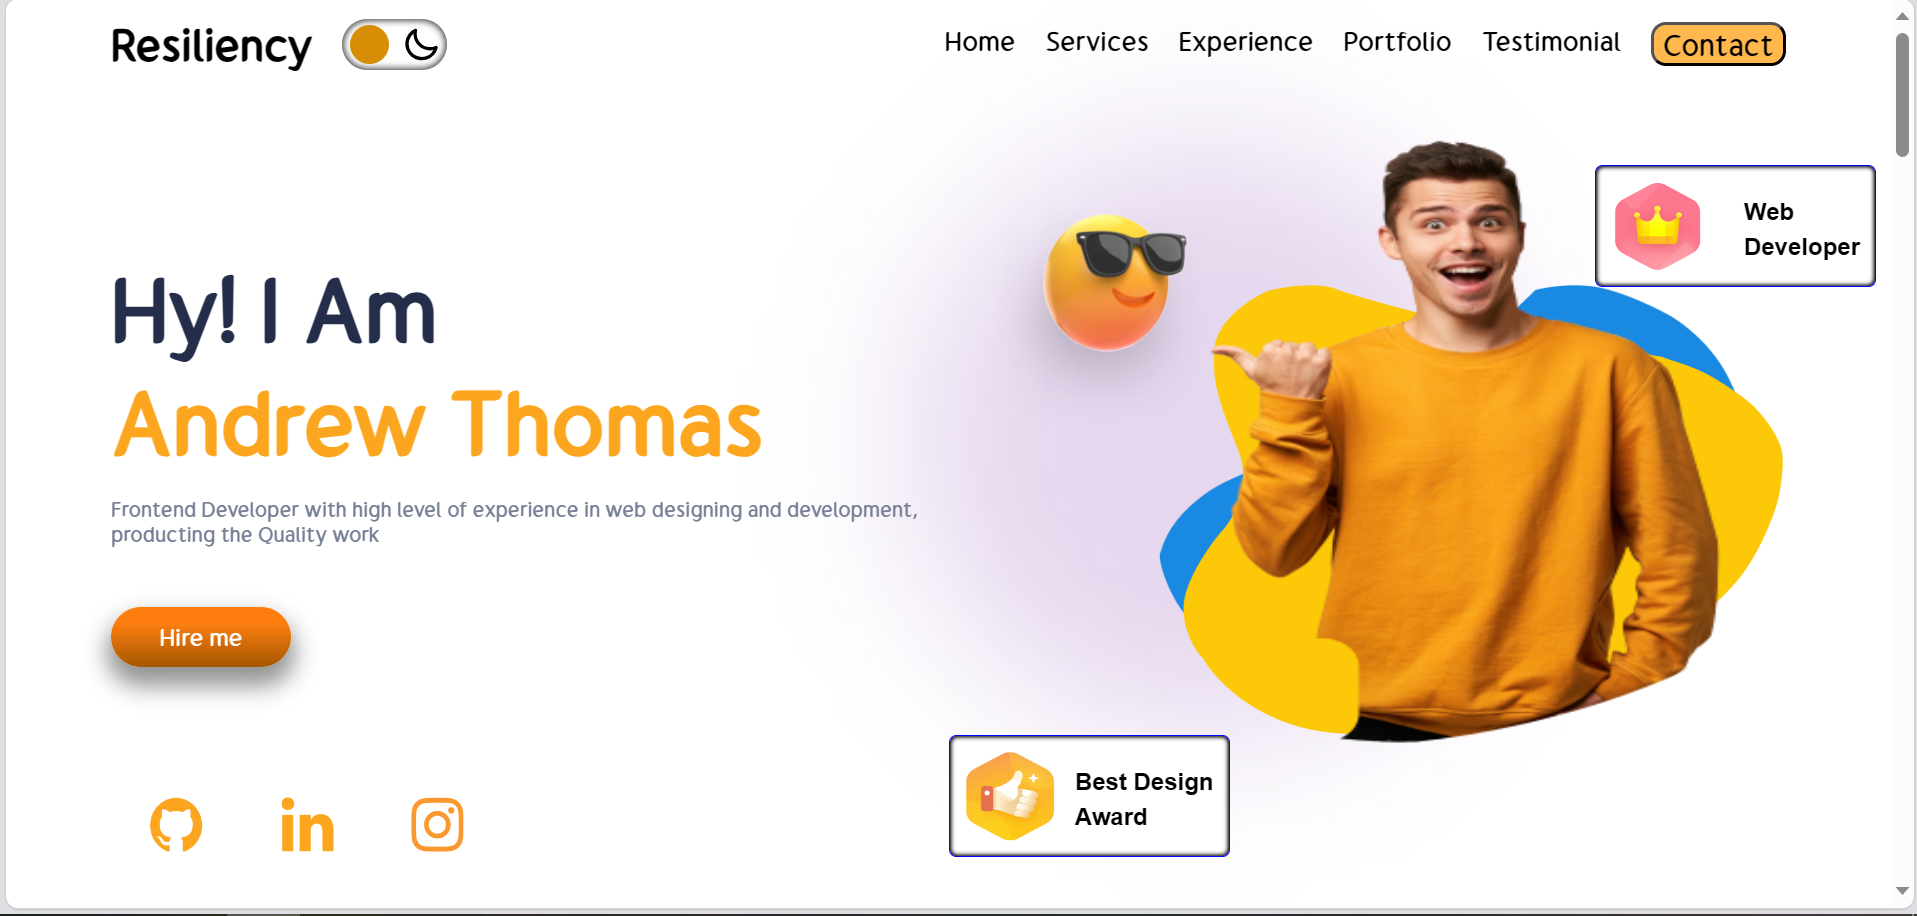 Resiliency
Home Services Experience Portfolio Testimonial Contact
Web
Developer
Hy! I Am
Andrew Thomas
Frontend Developer with high level of experience in web designing and development,
producting the Quality work
Hire me
Best Design
Award
in